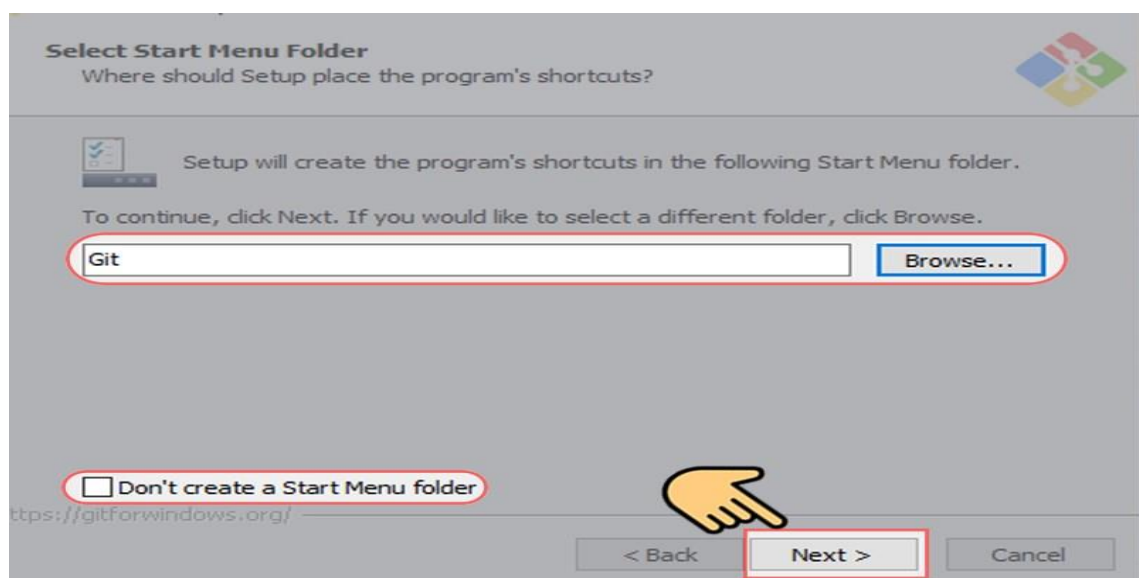 Select Start Menu Folder
Where should Setup place the program's shortcuts?
Setup will create the program's shortcuts in the following Start Menu folder.
To continue, click Next. If you would like to select a different folder, click Browse.
Git
Browse...
Don't create a Start Menu folder
ttps://gitforwindows.org/
< Back
Next >
Cancel